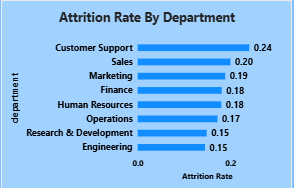 Attrition Rate By Department
Customer Support 0.24
Sales 0.20
Marketing 0.19
Finance 0.18
Human Resources 0.18
Operations 0.17
Research & Development 0.15
Engineering 0.15
department
0.0 0.2
Attrition Rate